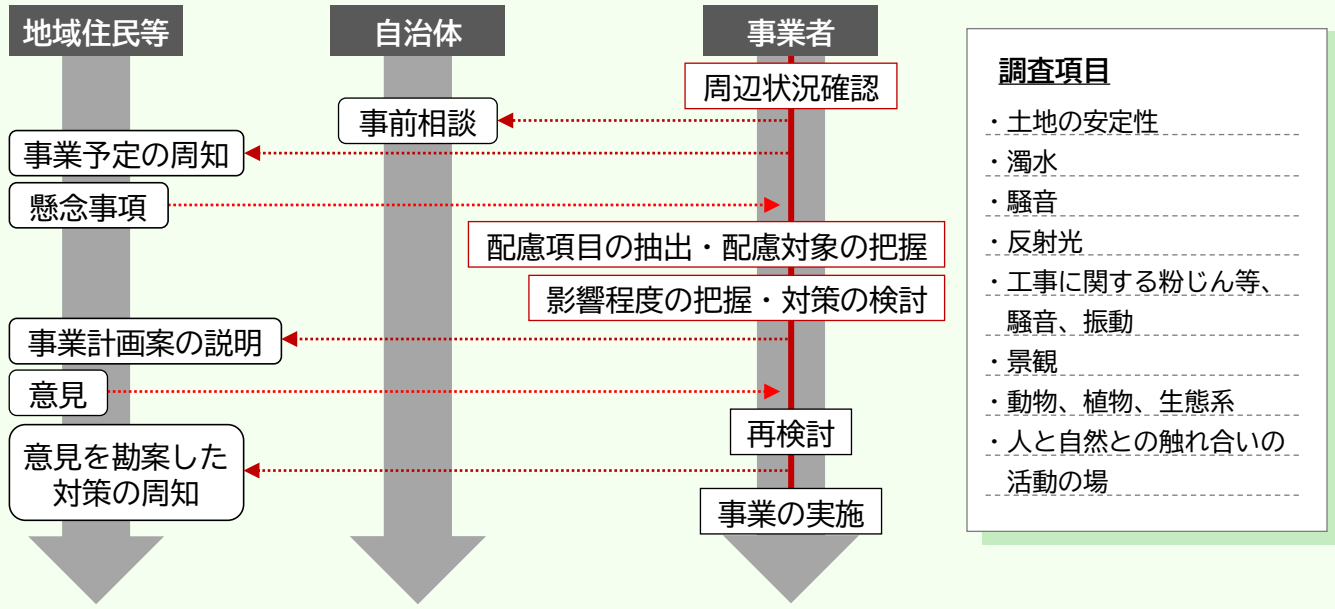 地域住民等
自治体
事業者
周辺状況確認
事前相談
事業予定の周知
懸念事項
配慮項目の抽出・配慮対象の把握
影響程度の把握・対策の検討
事業計画案の説明
意見
再検討
意見を勘案した
対策の周知
事業の実施
調査項目
・土地の安定性
・濁水
・騒音
・反射光
・工事に関する粉じん等、
騒音、振動
・景観
・動物、植物、生態系
・人と自然との触れ合いの
活動の場